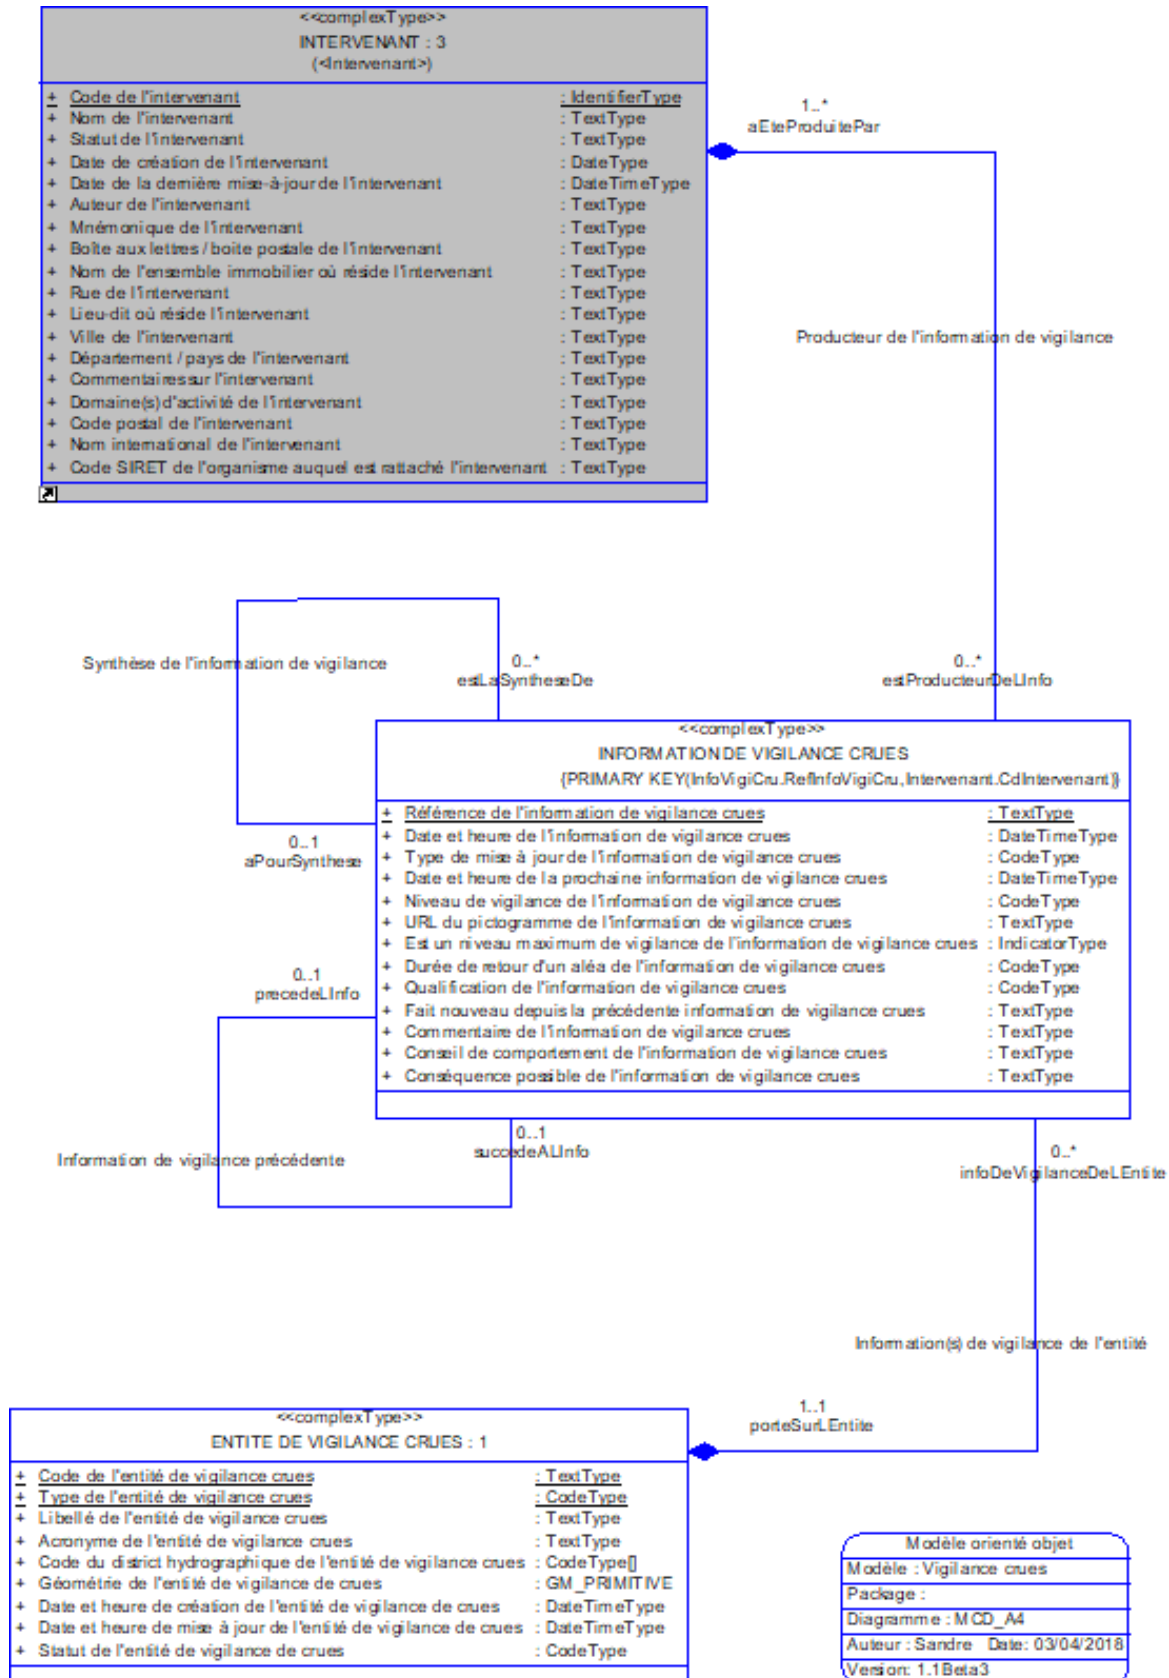 <<complexType>>
INTERVENANT : 3
(<Intervenant>)
+ Code de l'intervenant : IdentifierType
+ Nom de l'intervenant : TextType
+ Statut de l'intervenant : TextType
+ Date de création de l'intervenant : DateType
+ Date de la dernière mise-à-jour de l'intervenant : DateTimeType
+ Auteur de l'intervenant : TextType
+ Mnémonique de l'intervenant : TextType
+ Boîte aux lettres / boite postale de l'intervenant : TextType
+ Nom de l'ensemble immobilier où réside l'intervenant : TextType
+ Rue de l'intervenant : TextType
+ Lieu-dit où réside l'intervenant : TextType
+ Ville de l'intervenant : TextType
+ Département / pays de l'intervenant : TextType
+ Commentaires sur l'intervenant : TextType
+ Domaine(s) d'activité de l'intervenant : TextType
+ Code postal de l'intervenant : TextType
+ Nom international de l'intervenant : TextType
+ Code SIRET de l'organisme auquel est rattaché l'intervenant : TextType
1..*
aEteProduitePar
Producteur de l'information de vigilance
Synthèse de l'information de vigilance
0..*
estLaSyntheseDe
0..*
estProducteurDeLInfo
<<complexType>>
INFORMATION DE VIGILANCE CRUES
{PRIMARY KEY(InfoVigiCru.RefInfoVigiCru,Intervenant.CdIntervenant)}
+ Référence de l'information de vigilance crues : TextType
+ Date et heure de l'information de vigilance crues : DateTimeType
+ Type de mise à jour de l'information de vigilance crues : CodeType
+ Date et heure de la prochaine information de vigilance crues : DateTimeType
+ Niveau de vigilance de l'information de vigilance crues : CodeType
+ URL du pictogramme de l'information de vigilance crues : TextType
+ Est un niveau maximum de vigilance de l'information de vigilance crues : IndicatorType
+ Durée de retour d'un aléa de l'information de vigilance crues : CodeType
+ Qualification de l'information de vigilance crues : CodeType
+ Fait nouveau depuis la précédente information de vigilance crues : TextType
+ Commentaire de l'information de vigilance crues : TextType
+ Conseil de comportement de l'information de vigilance crues : TextType
+ Conséquence possible de l'information de vigilance crues : TextType
0..1
aPourSynthese
0..1
precedeLInfo
0..1
succedeALInfo
Information de vigilance précédente
0..*
infoDeVigilanceDeLEntite
Information(s) de vigilance de l'entité
1..1
porteSurLEntite
<<complexType>>
ENTITE DE VIGILANCE CRUES : 1
+ Code de l'entité de vigilance crues : TextType
+ Type de l'entité de vigilance crues : CodeType
+ Libellé de l'entité de vigilance crues : TextType
+ Acronyme de l'entité de vigilance crues : TextType
+ Code du district hydrographique de l'entité de vigilance crues : CodeType[]
+ Géométrie de l'entité de vigilance de crues : GM_PRIMITIVE
+ Date et heure de création de l'entité de vigilance de crues : DateTimeType
+ Date et heure de mise à jour de l'entité de vigilance de crues : DateTimeType
+ Statut de l'entité de vigilance de crues : CodeType
Modèle orienté objet
Modèle : Vigilance crues
Package :
Diagramme : MCD_A4
Auteur : Sandre Date: 03/04/2018
Version: 1.1Beta3